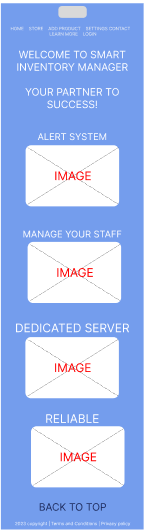 HOME STORE ADD PRODUCT SETTINGS CONTACT
LEARN MORE LOGIN
WELCOME TO SMART
INVENTORY MANAGER
YOUR PARTNER TO
SUCCESS!
ALERT SYSTEM
IMAGE
MANAGE YOUR STAFF
IMAGE
DEDICATED SERVER
IMAGE
RELIABLE
IMAGE
BACK TO TOP
2023 copyright | Terms and Conditions | Privacy policy